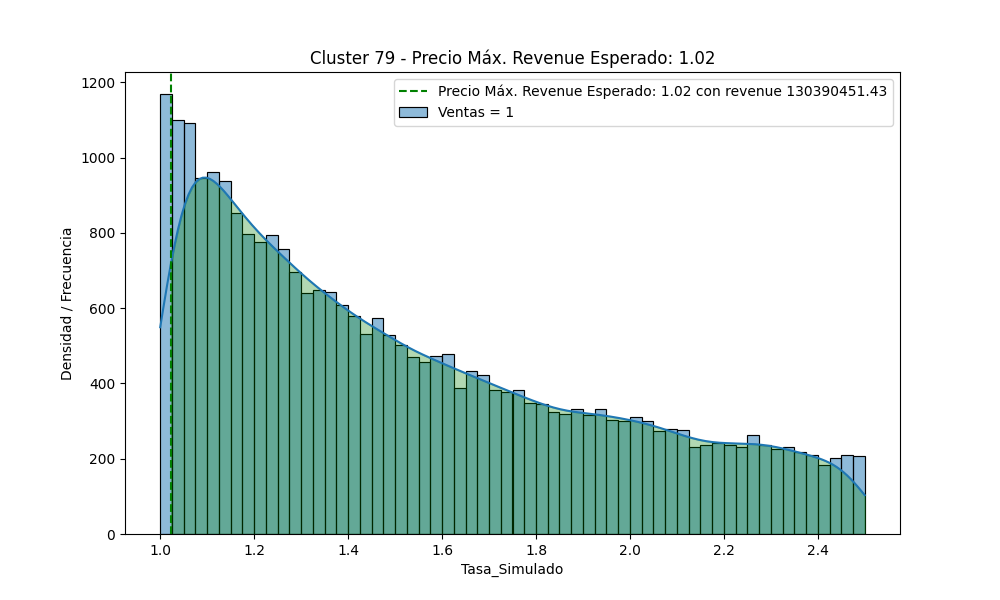 Cluster 79 - Precio Máx. Revenue Esperado: 1.02
Precio Máx. Revenue Esperado: 1.02 con revenue 130390451.43
Ventas = 1
Densidad / Frecuencia
1200
1000
800
600
400
200
0
1.0 1.2 1.4 1.6 1.8 2.0 2.2 2.4
Tasa_Simulado